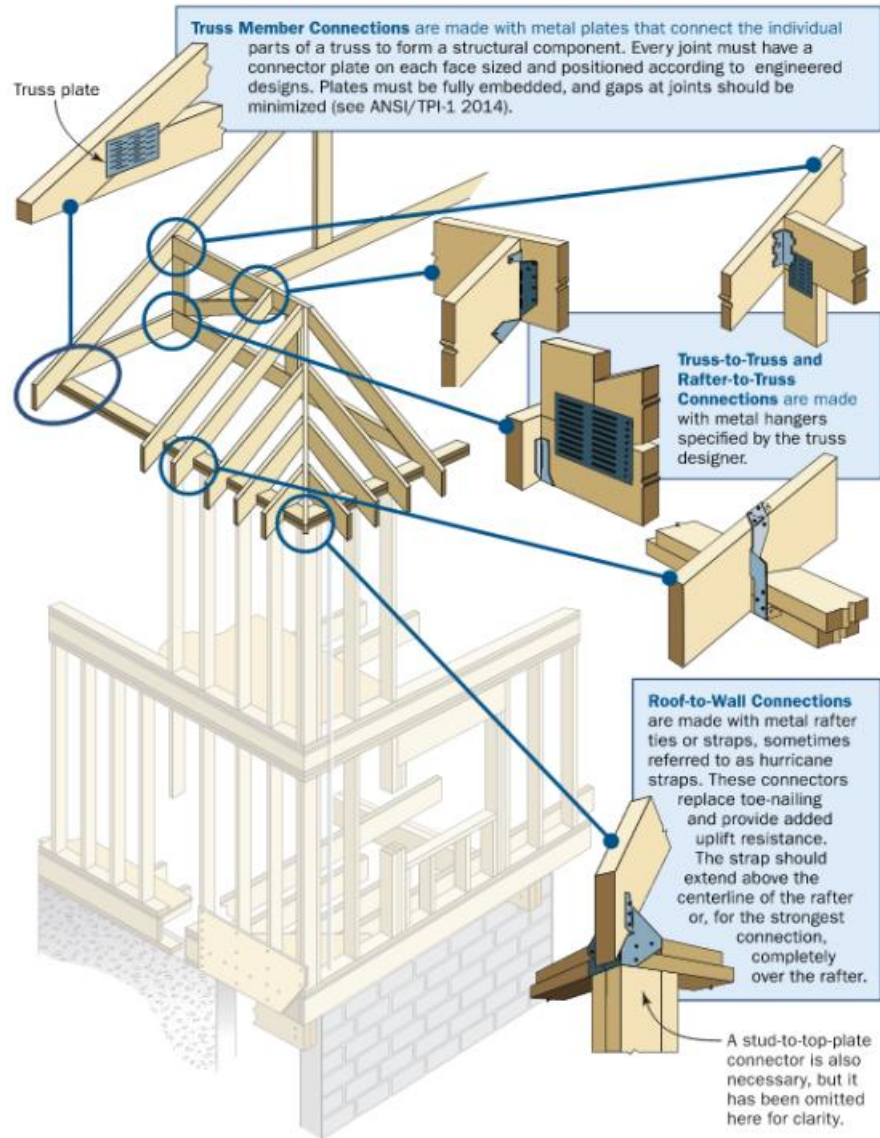 Truss Member Connections are made with metal plates that connect the individual
parts of a truss to form a structural component. Every joint must have a
connector plate on each face sized and positioned according to engineered
designs. Plates must be fully embedded, and gaps at joints should be
minimized (see ANSI/TPI-1 2014).
Truss plate
Truss-to-Truss and
Rafter-to-Truss
Connections are made
with metal hangers
specified by the truss
designer.
Roof-to-Wall Connections
are made with metal rafter
ties or straps, sometimes
referred to as hurricane
straps. These connectors
replace toe-nailing
and provide added
uplift resistance.
The strap should
extend above the
centerline of the rafter
or, for the strongest
connection,
completely
over the rafter.
A stud-to-top-plate
connector is also
necessary, but it
has been omitted
here for clarity.